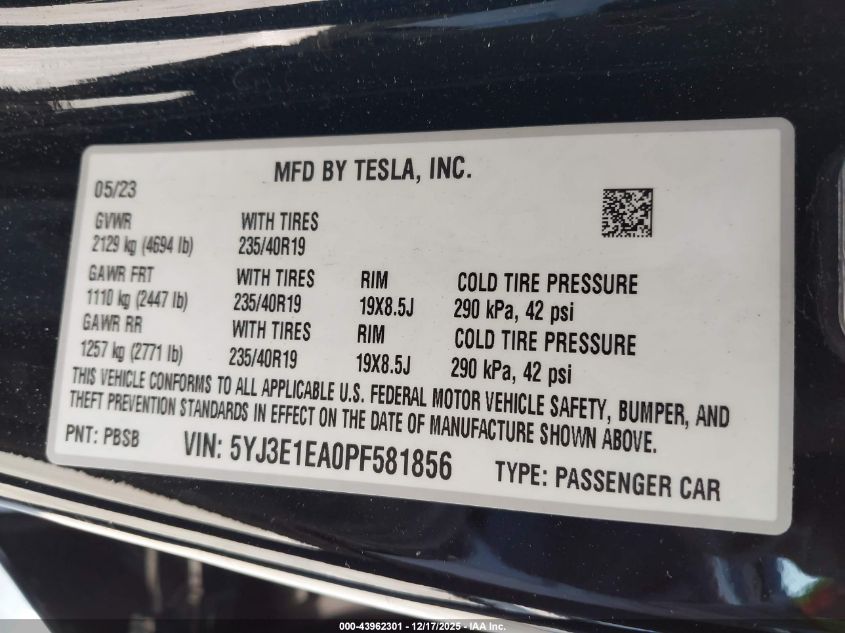 MFD BY TESLA, INC.
05/23
GVWR WITH TIRES
2129 kg (4694 lb) 235/40R19
GAWR FRT WITH TIRES RIM COLD TIRE PRESSURE
1110 kg (2447 lb) 235/40R19 19X8.5J 290 kPa, 42 psi
GAWR RR WITH TIRES RIM COLD TIRE PRESSURE
1257 kg (2771 lb) 235/40R19 19X8.5J 290 kPa, 42 psi
THIS VEHICLE CONFORMS TO ALL APPLICABLE U.S. FEDERAL MOTOR VEHICLE SAFETY, BUMPER, AND
THEFT PREVENTION STANDARDS IN EFFECT ON THE DATE OF MANUFACTURE SHOWN ABOVE.
PNT: PBSB VIN: 5YJ3E1EA0PF581856 TYPE: PASSENGER CAR
000-43962301 - 12/17/2025 - IAA Inc.